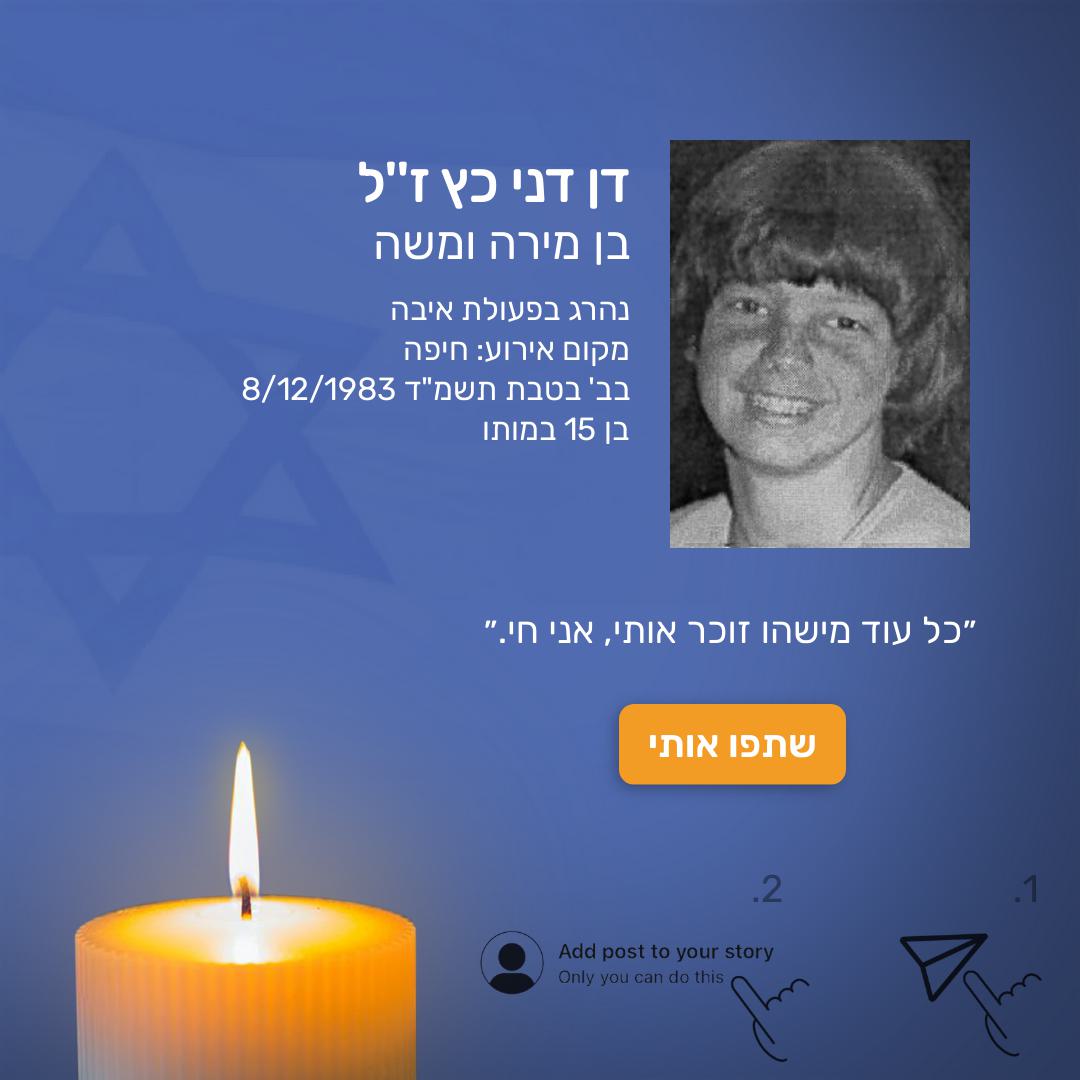 דן דני כץ ז"ל
בן מירה ומשה
נהרג בפעולת איבה
מקום אירוע: חיפה
בב' בטבת תשמ"ד 8/12/1983
בן 15 במותו
״כל עוד מישהו זוכר אותי, אני חי.״
שתפו אותי
1.
2.
Add post to your story
Only you can do this